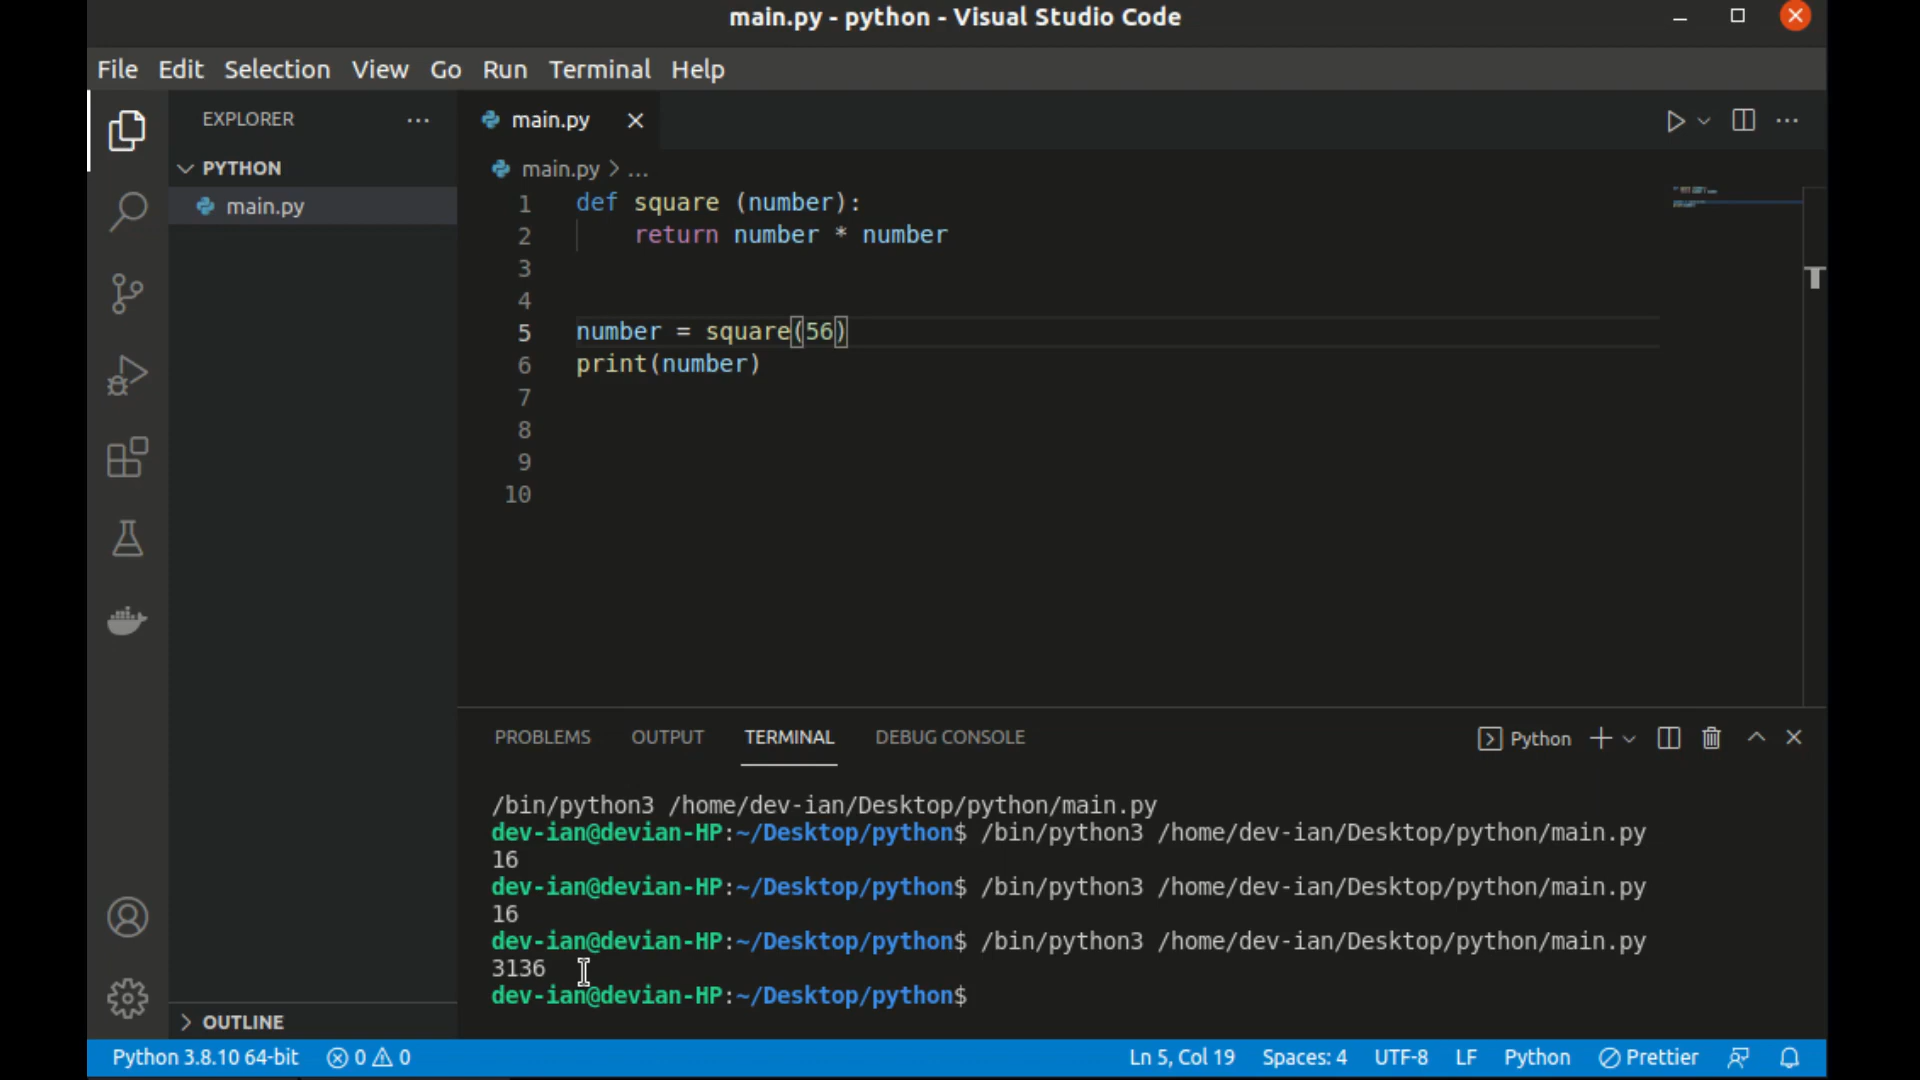 main.py - python - Visual Studio Code
File Edit Selection View Go Run Terminal Help
EXPLORER ...
main.py
PYTHON
main.py
main.py > ...
1 def square (number):
2 return number * number
3
4
5 number = square(56)
6 print(number)
7
8
9
10
PROBLEMS OUTPUT TERMINAL DEBUG CONSOLE
Python
/bin/python3 /home/dev-ian/Desktop/python/main.py
dev-ian@devian-HP:~/Desktop/python$ /bin/python3 /home/dev-ian/Desktop/python/main.py
16
dev-ian@devian-HP:~/Desktop/python$ /bin/python3 /home/dev-ian/Desktop/python/main.py
16
dev-ian@devian-HP:~/Desktop/python$ /bin/python3 /home/dev-ian/Desktop/python/main.py
3136
dev-ian@devian-HP:~/Desktop/python$
OUTLINE
Python 3.8.10 64-bit 0 0 Ln 5, Col 19 Spaces: 4 UTF-8 LF Python Prettier